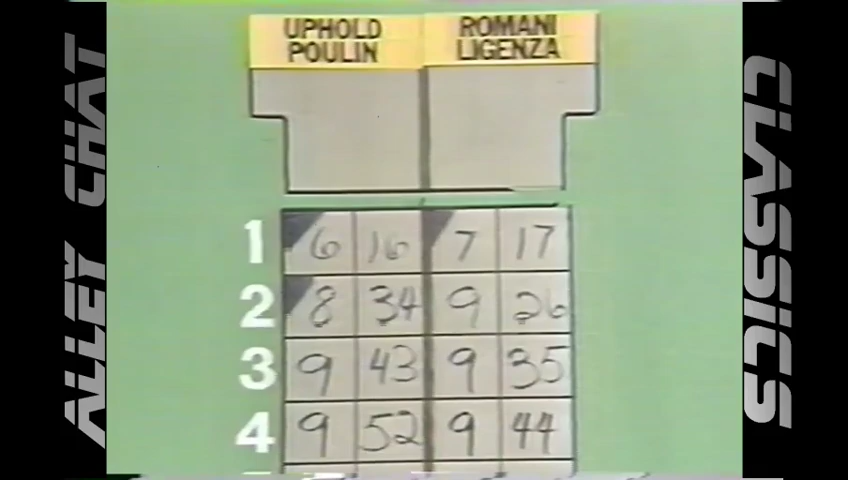 ALLEY CHAT
UPHOLD ROMANI
POULIN LIGENZA
1 6 16 7 17
2 8 34 9 26
3 9 43 9 35
4 9 52 9 44
CLASSICS